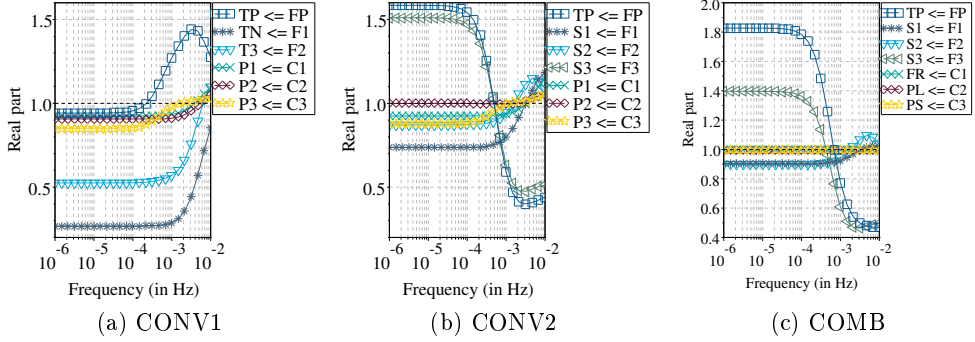 TP <= FP
TN <= F1
T3 <= F2
P1 <= C1
P2 <= C2
P3 <= C3
1.0
0.5
Real part
10^-6 10^-5 10^-4 10^-3 10^-2
Frequency (in Hz)
(a) CONV1
TP <= FP
S1 <= F1
S2 <= F2
S3 <= F3
P1 <= C1
P2 <= C2
P3 <= C3
1.5
1.0
0.5
Real part
10^-6 10^-5 10^-4 10^-3 10^-2
Frequency (in Hz)
(b) CONV2
TP <= FP
S1 <= F1
S2 <= F2
S3 <= F3
FR <= C1
PL <= C2
PS <= C3
2.0
1.8
1.6
1.4
1.2
1.0
0.8
0.6
0.4
Real part
10^-6 10^-5 10^-4 10^-3 10^-2
Frequency (in Hz)
(c) COMB